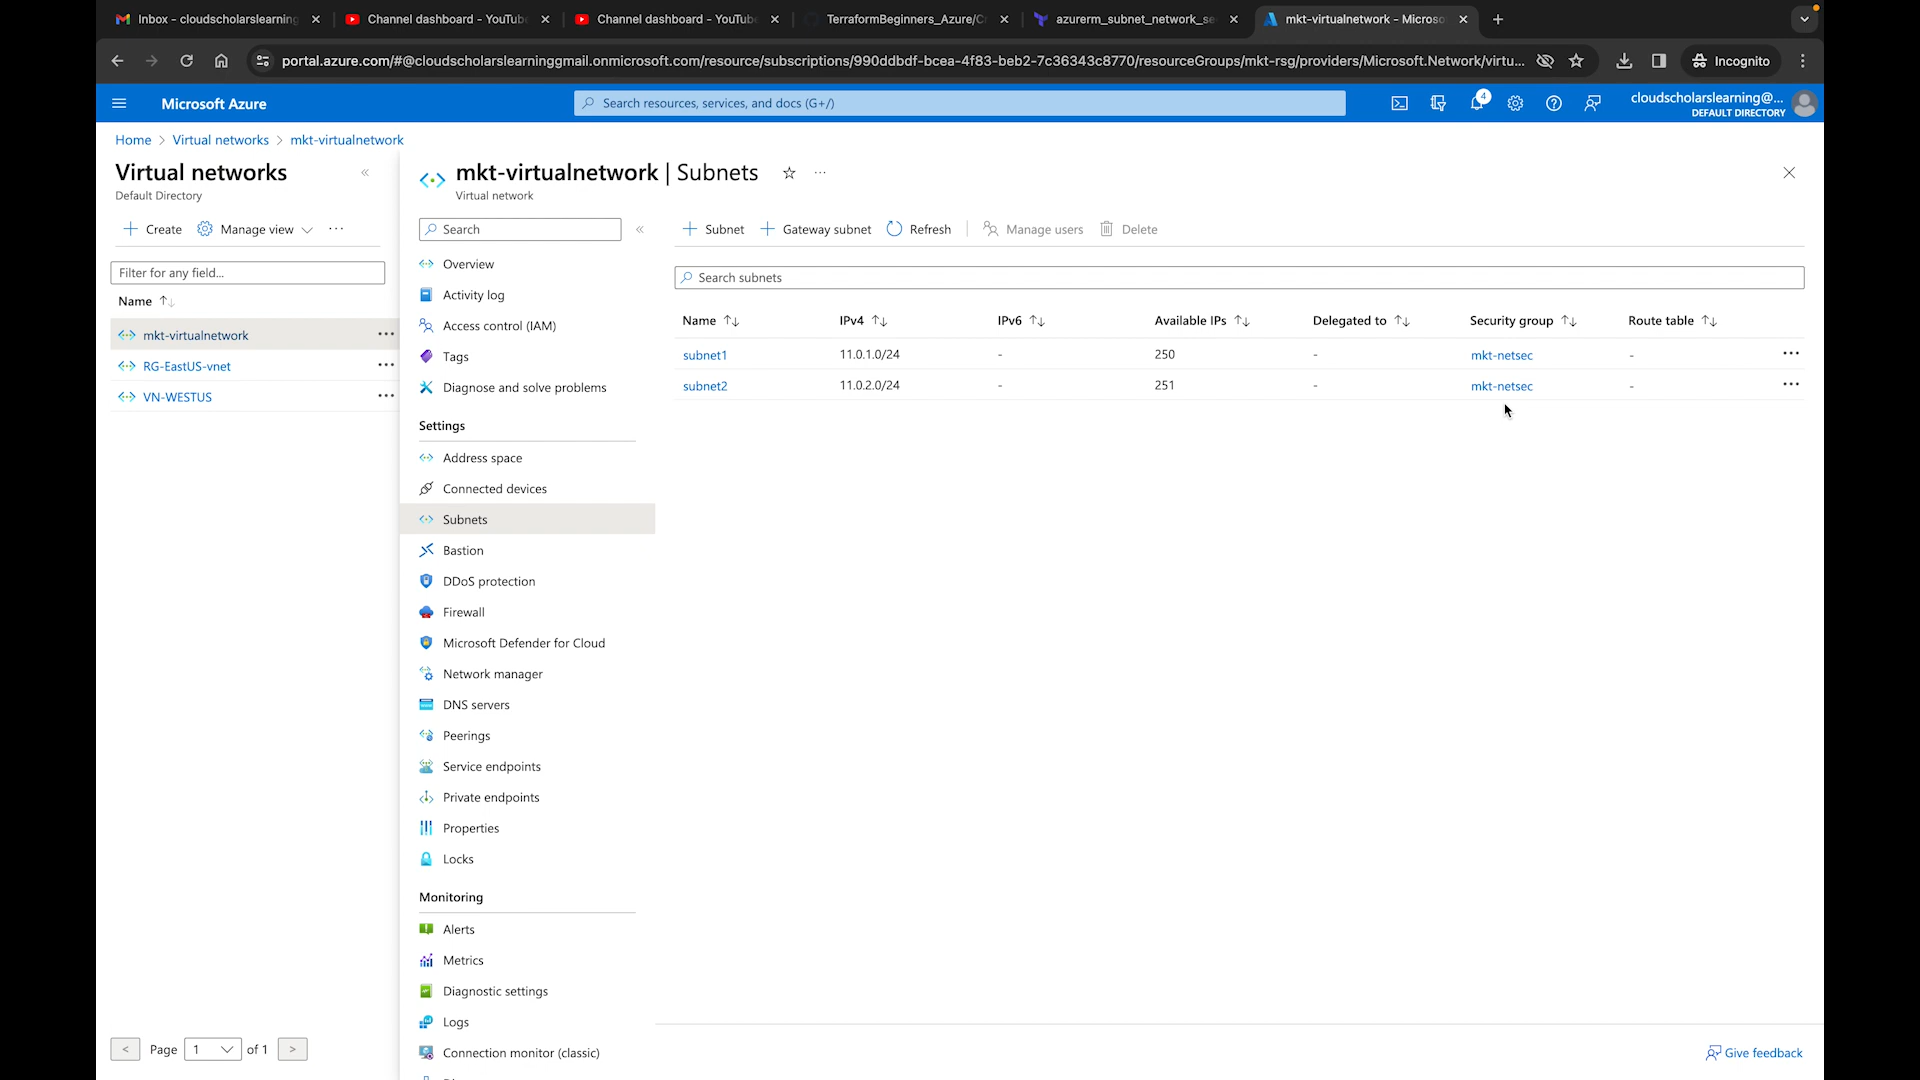 Inbox - cloudscholarslearning
Channel dashboard - YouTube
Channel dashboard - YouTube
TerraformBeginners_Azure/C
azurerm_subnet_network_se
mkt-virtualnetwork - Microso
portal.azure.com/#@cloudscholarslearninggmail.onmicrosoft.com/resource/subscriptions/990ddbdf-bcea-4f83-beb2-7c36343c8770/resourceGroups/mkt-rsg/providers/Microsoft.Network/virtu...
Incognito
Microsoft Azure
Search resources, services, and docs (G+/)
4
cloudscholarslearning@...
DEFAULT DIRECTORY
Home > Virtual networks > mkt-virtualnetwork
Virtual networks
Default Directory
Create
Manage view
Filter for any field...
Name
mkt-virtualnetwork
RG-EastUS-vnet
VN-WESTUS
< Page 1 of 1 >
mkt-virtualnetwork | Subnets
Virtual network
Search
Overview
Activity log
Access control (IAM)
Tags
Diagnose and solve problems
Settings
Address space
Connected devices
Subnets
Bastion
DDoS protection
Firewall
Microsoft Defender for Cloud
Network manager
DNS servers
Peerings
Service endpoints
Private endpoints
Properties
Locks
Monitoring
Alerts
Metrics
Diagnostic settings
Logs
Connection monitor (classic)
+ Subnet + Gateway subnet Refresh Manage users Delete
Search subnets
Name IPv4 IPv6 Available IPs Delegated to Security group Route table
subnet1 11.0.1.0/24 - 250 - mkt-netsec -
subnet2 11.0.2.0/24 - 251 - mkt-netsec -
Give feedback